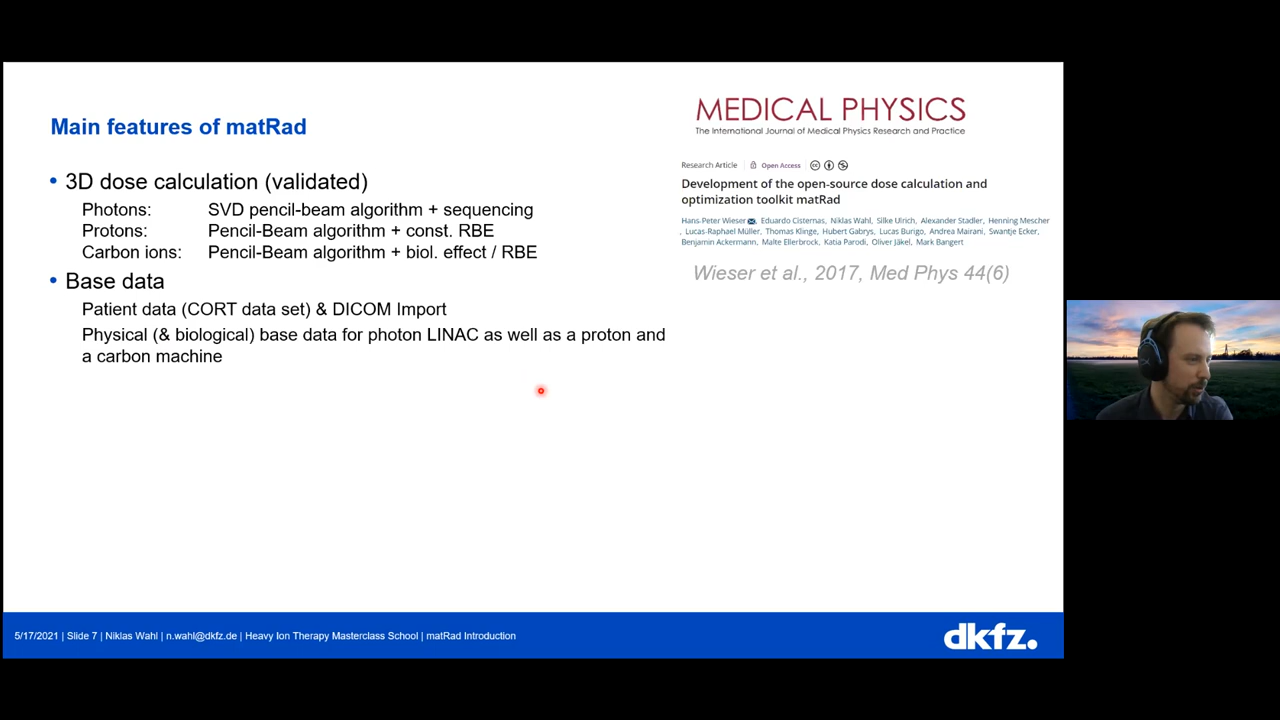 Main features of matRad
• 3D dose calculation (validated)
Photons: SVD pencil-beam algorithm + sequencing
Protons: Pencil-Beam algorithm + const. RBE
Carbon ions: Pencil-Beam algorithm + biol. effect / RBE
• Base data
Patient data (CORT data set) & DICOM Import
Physical (& biological) base data for photon LINAC as well as a proton and
a carbon machine
MEDICAL PHYSICS
The International Journal of Medical Physics Research and Practice
Research Article Open Access
Development of the open-source dose calculation and
optimization toolkit matRad
Hans-Peter Wieser, Eduardo Cisternas, Niklas Wahl, Silke Ulrich, Alexander Stadler, Henning Mescher
, Lucas-Raphael Müller, Thomas Klinge, Hubert Gabrys, Lucas Burigo, Andrea Mairani, Swantje Ecker,
Benjamin Ackermann, Malte Ellerbrock, Katia Parodi, Oliver Jäkel, Mark Bangert
Wieser et al., 2017, Med Phys 44(6)
5/17/2021 | Slide 7 | Niklas Wahl | n.wahl@dkfz.de | Heavy Ion Therapy Masterclass School | matRad Introduction
dkfz.